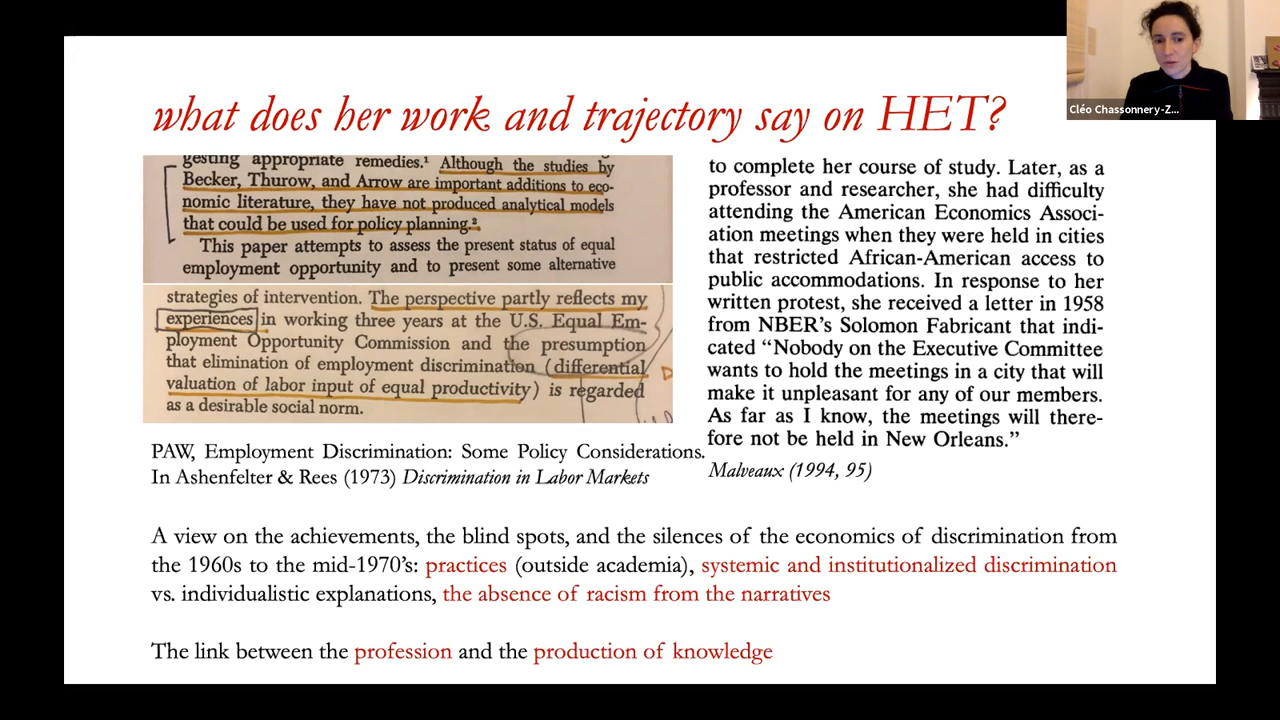 Cléo Chassonnery-Z...
what does her work and trajectory say on HET?
gesting appropriate remedies.¹ Although the studies by
Becker, Thurow, and Arrow are important additions to eco-
nomic literature, they have not produced analytical models
that could be used for policy planning.²
This paper attempts to assess the present status of equal
employment opportunity and to present some alternative
strategies of intervention. The perspective partly reflects my
experiences in working three years at the U.S. Equal Em-
ployment Opportunity Commission and the presumption
that elimination of employment discrimination (differential
valuation of labor input of equal productivity) is regarded
as a desirable social norm.
PAW, Employment Discrimination: Some Policy Considerations.
In Ashenfelter & Rees (1973) Discrimination in Labor Markets
to complete her course of study. Later, as a
professor and researcher, she had difficulty
attending the American Economics Associ-
ation meetings when they were held in cities
that restricted African-American access to
public accommodations. In response to her
written protest, she received a letter in 1958
from NBER's Solomon Fabricant that indi-
cated "Nobody on the Executive Committee
wants to hold the meetings in a city that will
make it unpleasant for any of our members.
As far as I know, the meetings will there-
fore not be held in New Orleans."
Malveaux (1994, 95)
A view on the achievements, the blind spots, and the silences of the economics of discrimination from
the 1960s to the mid-1970's: practices (outside academia), systemic and institutionalized discrimination
vs. individualistic explanations, the absence of racism from the narratives
The link between the profession and the production of knowledge